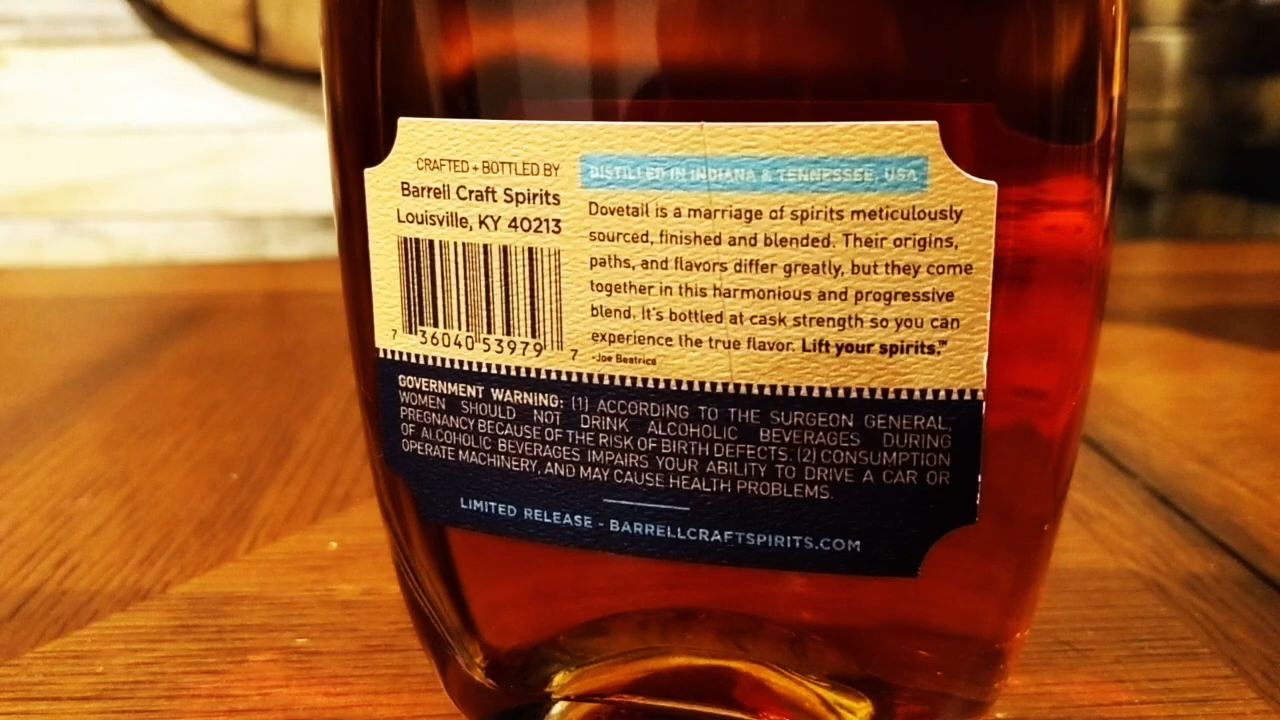 CRAFTED + BOTTLED BY
Barrell Craft Spirits
Louisville, KY 40213
7 36040 53979 7
DISTILLED IN INDIANA & TENNESSEE, USA
Dovetail is a marriage of spirits meticulously
sourced, finished and blended. Their origins,
paths, and flavors differ greatly, but they come
together in this harmonious and progressive
blend. It's bottled at cask strength so you can
experience the true flavor. Lift your spirits.™
-Joe Beatrice
GOVERNMENT WARNING: (1) ACCORDING TO THE SURGEON GENERAL,
WOMEN SHOULD NOT DRINK ALCOHOLIC BEVERAGES DURING
PREGNANCY BECAUSE OF THE RISK OF BIRTH DEFECTS. (2) CONSUMPTION
OF ALCOHOLIC BEVERAGES IMPAIRS YOUR ABILITY TO DRIVE A CAR OR
OPERATE MACHINERY, AND MAY CAUSE HEALTH PROBLEMS.
LIMITED RELEASE - BARRELLCRAFTSPIRITS.COM